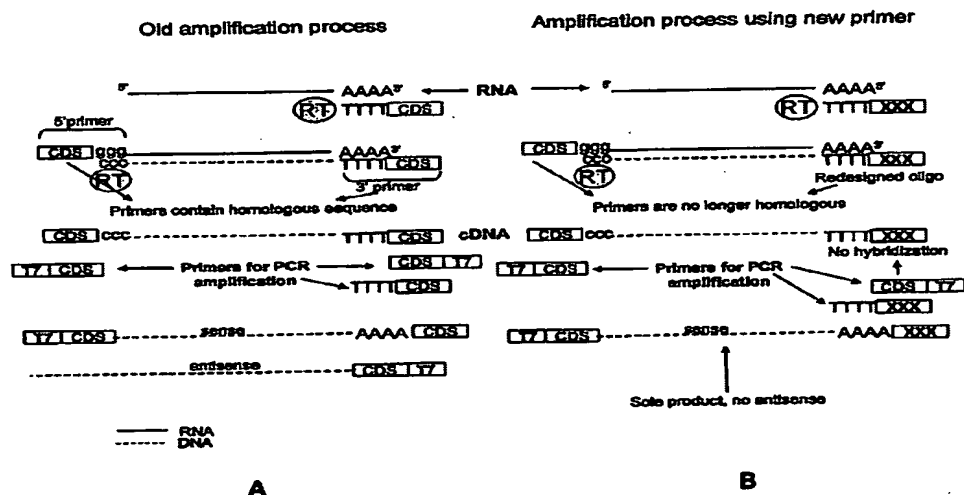 Old amplification process
Amplification process using new primer
5' AAAA3' RNA 5' AAAA3'
RT TTTT CDS RT TTTT XXX
5'primer
CDS ggg AAAA CDS ggg AAAA
ccc TTTT CDS ccc TTTT XXX
RT 3' primer RT Redesigned oligo
Primers contain homologous sequence Primers are no longer homologous
CDS ccc TTTT CDS cDNA CDS ccc TTTT XXX
No hybridization
T7 CDS Primers for PCR CDS T7 T7 CDS Primers for PCR CDS T7
amplification TTTT CDS amplification TTTT XXX
T7 CDS sense AAAA CDS T7 CDS sense AAAA XXX
antisense CDS T7
Sole product, no antisense
RNA
DNA
A B